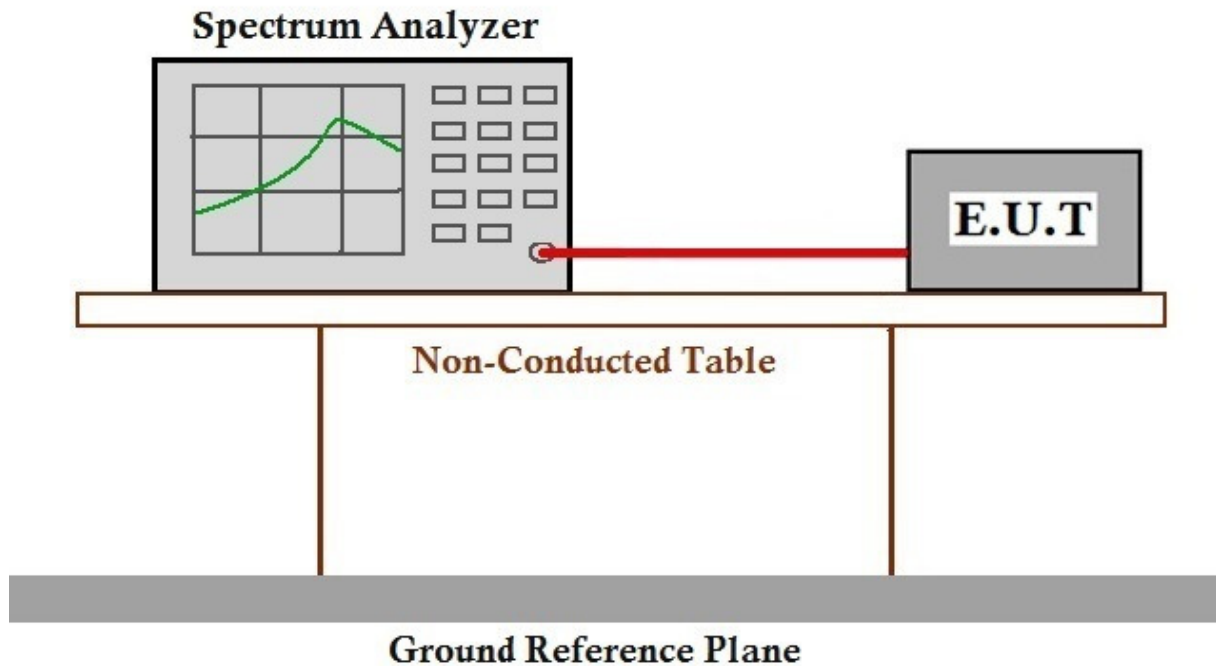 Spectrum Analyzer
E.U.T
Non-Conducted Table
Ground Reference Plane